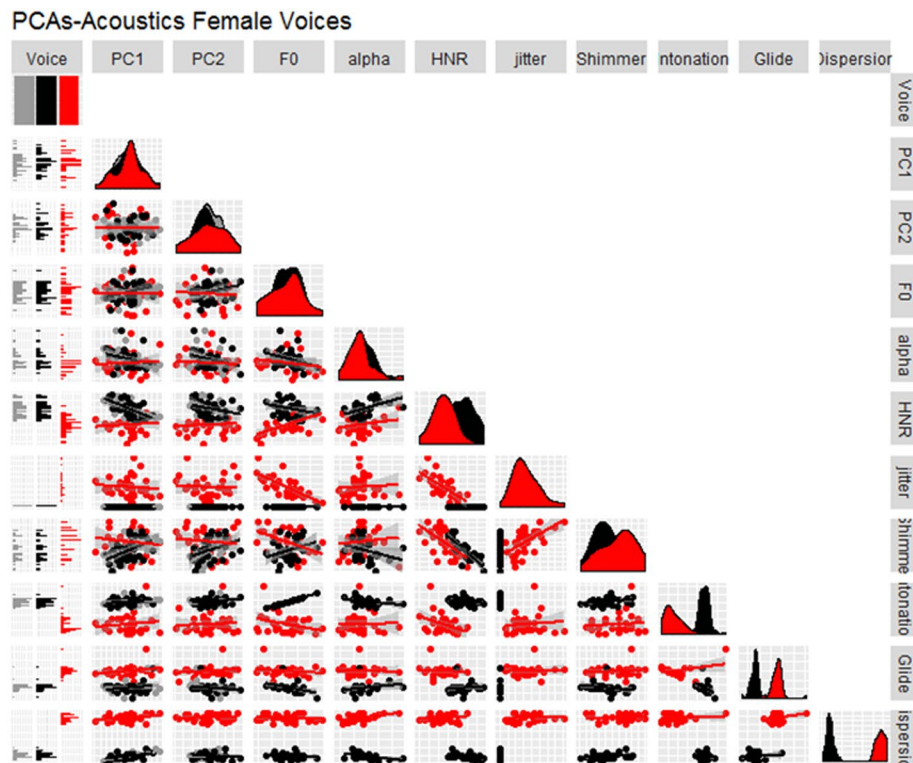 PCAs-Acoustics Female Voices
Voice PC1 PC2 F0 alpha HNR jitter Shimmer ntonation Glide Dispersion
Voice
PC1
PC2
F0
alpha
HNR
jitter
Shimme
ntonatio
Glide
ispersio